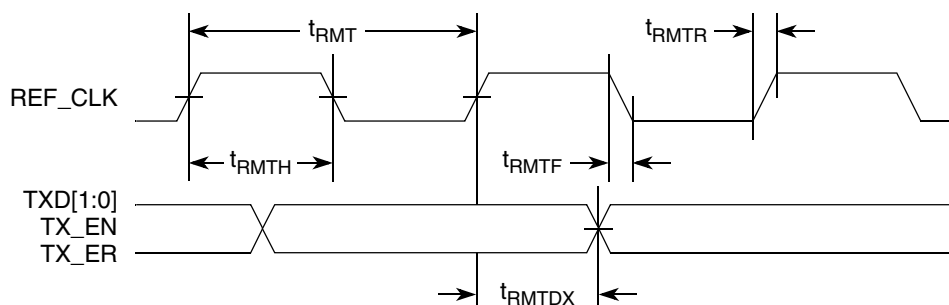 tRMT
tRMTR
REF_CLK
tRMTH
tRMTF
TXD[1:0]
TX_EN
TX_ER
tRMTDX